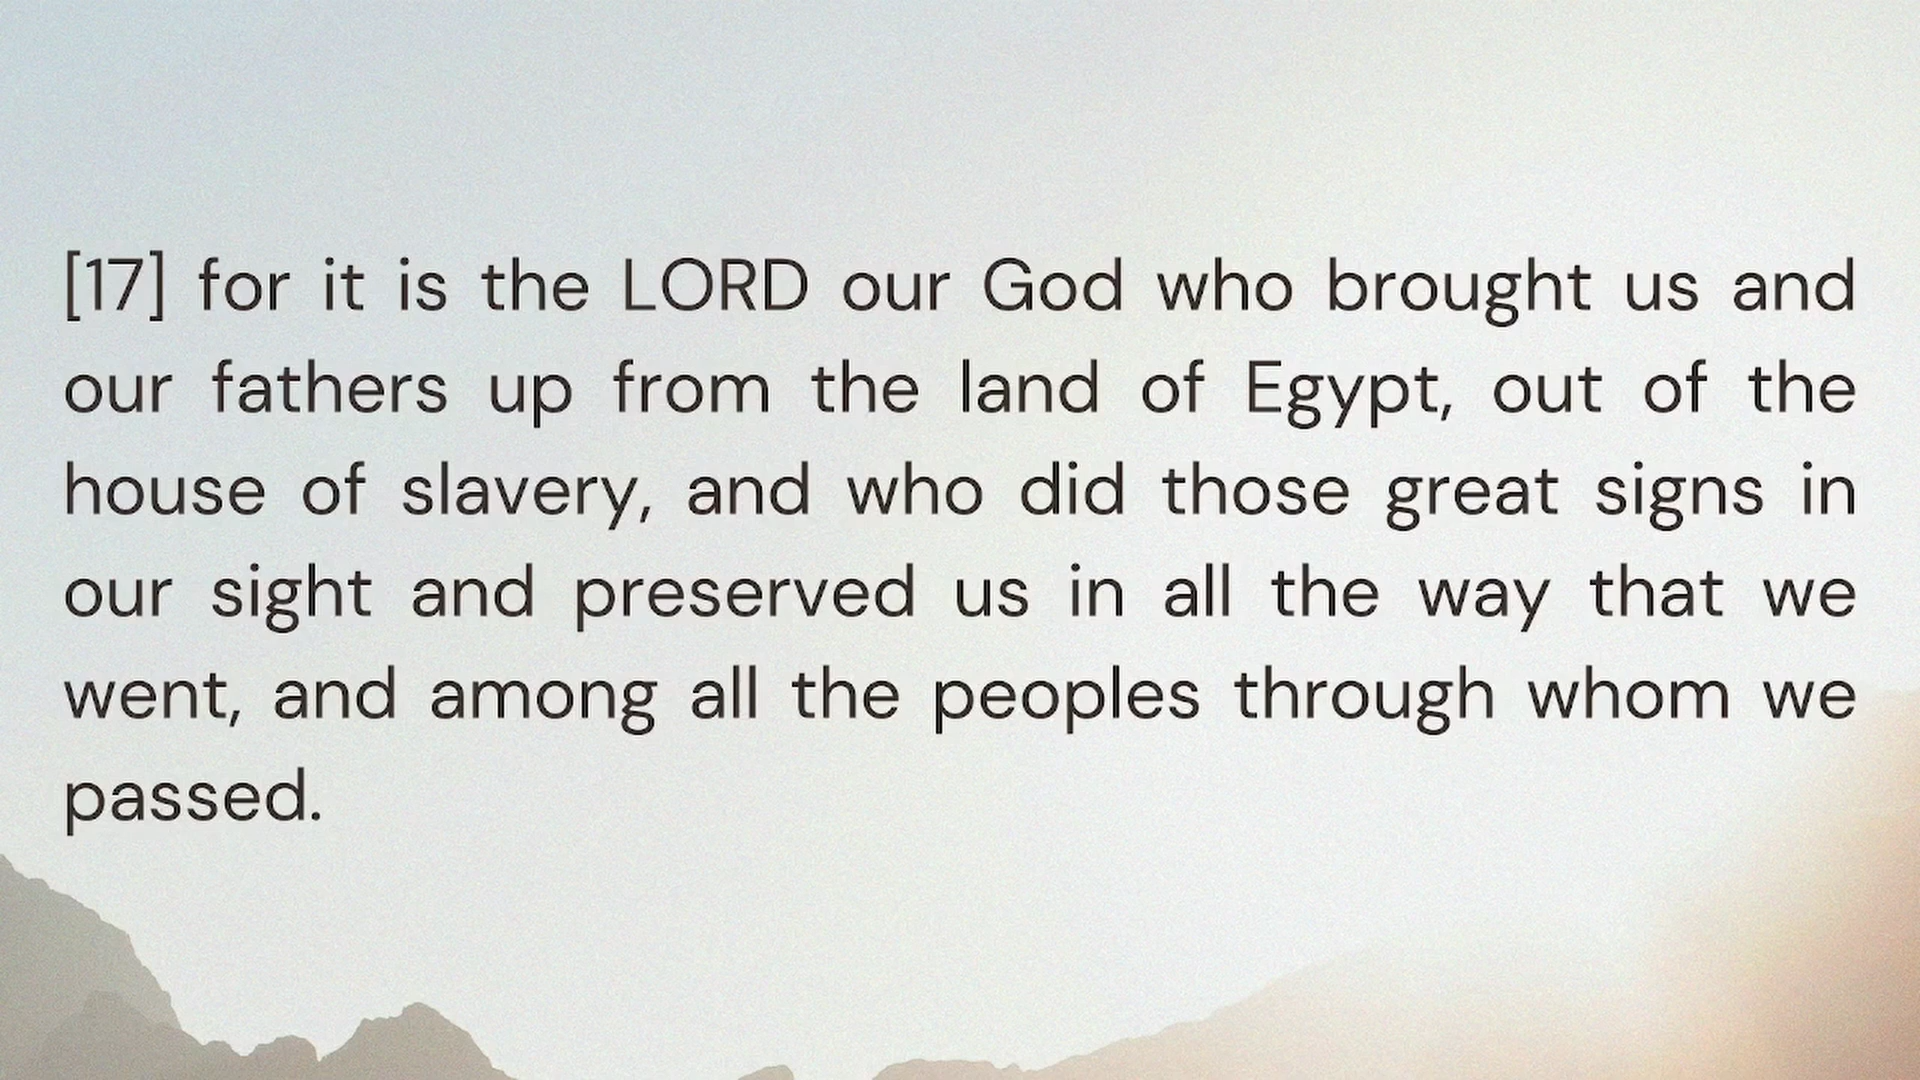 [17] for it is the LORD our God who brought us and
our fathers up from the land of Egypt, out of the
house of slavery, and who did those great signs in
our sight and preserved us in all the way that we
went, and among all the peoples through whom we
passed.